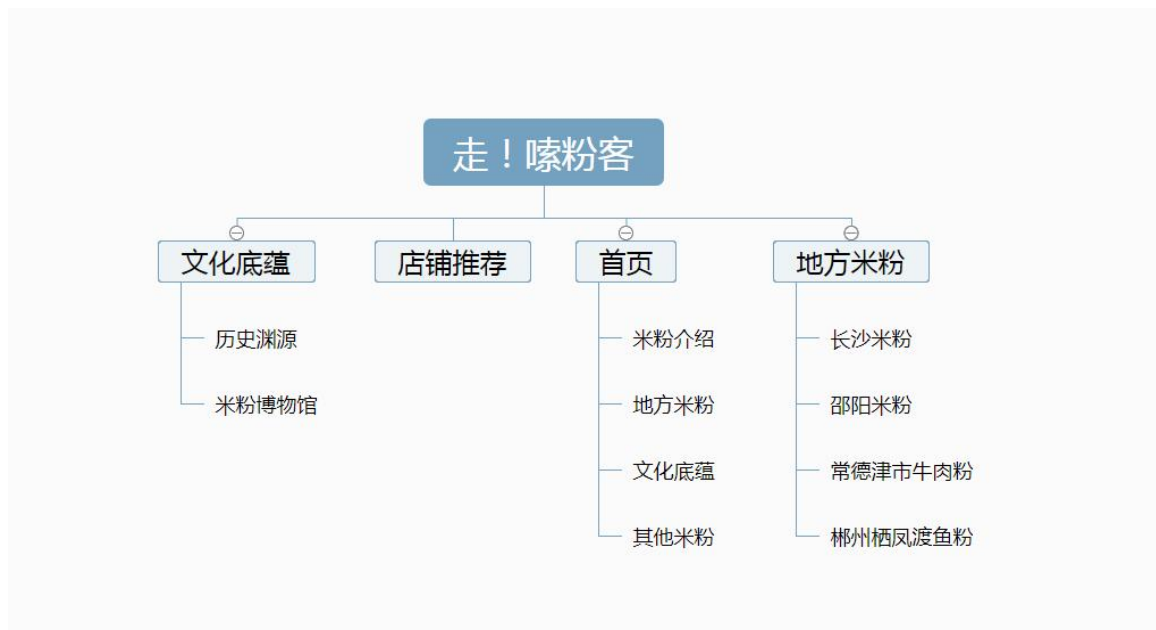 走！嗦粉客
文化底蕴
店铺推荐
首页
地方米粉
历史渊源
米粉介绍
长沙米粉
米粉博物馆
地方米粉
邵阳米粉
文化底蕴
常德津市牛肉粉
其他米粉
郴州栖凤渡鱼粉